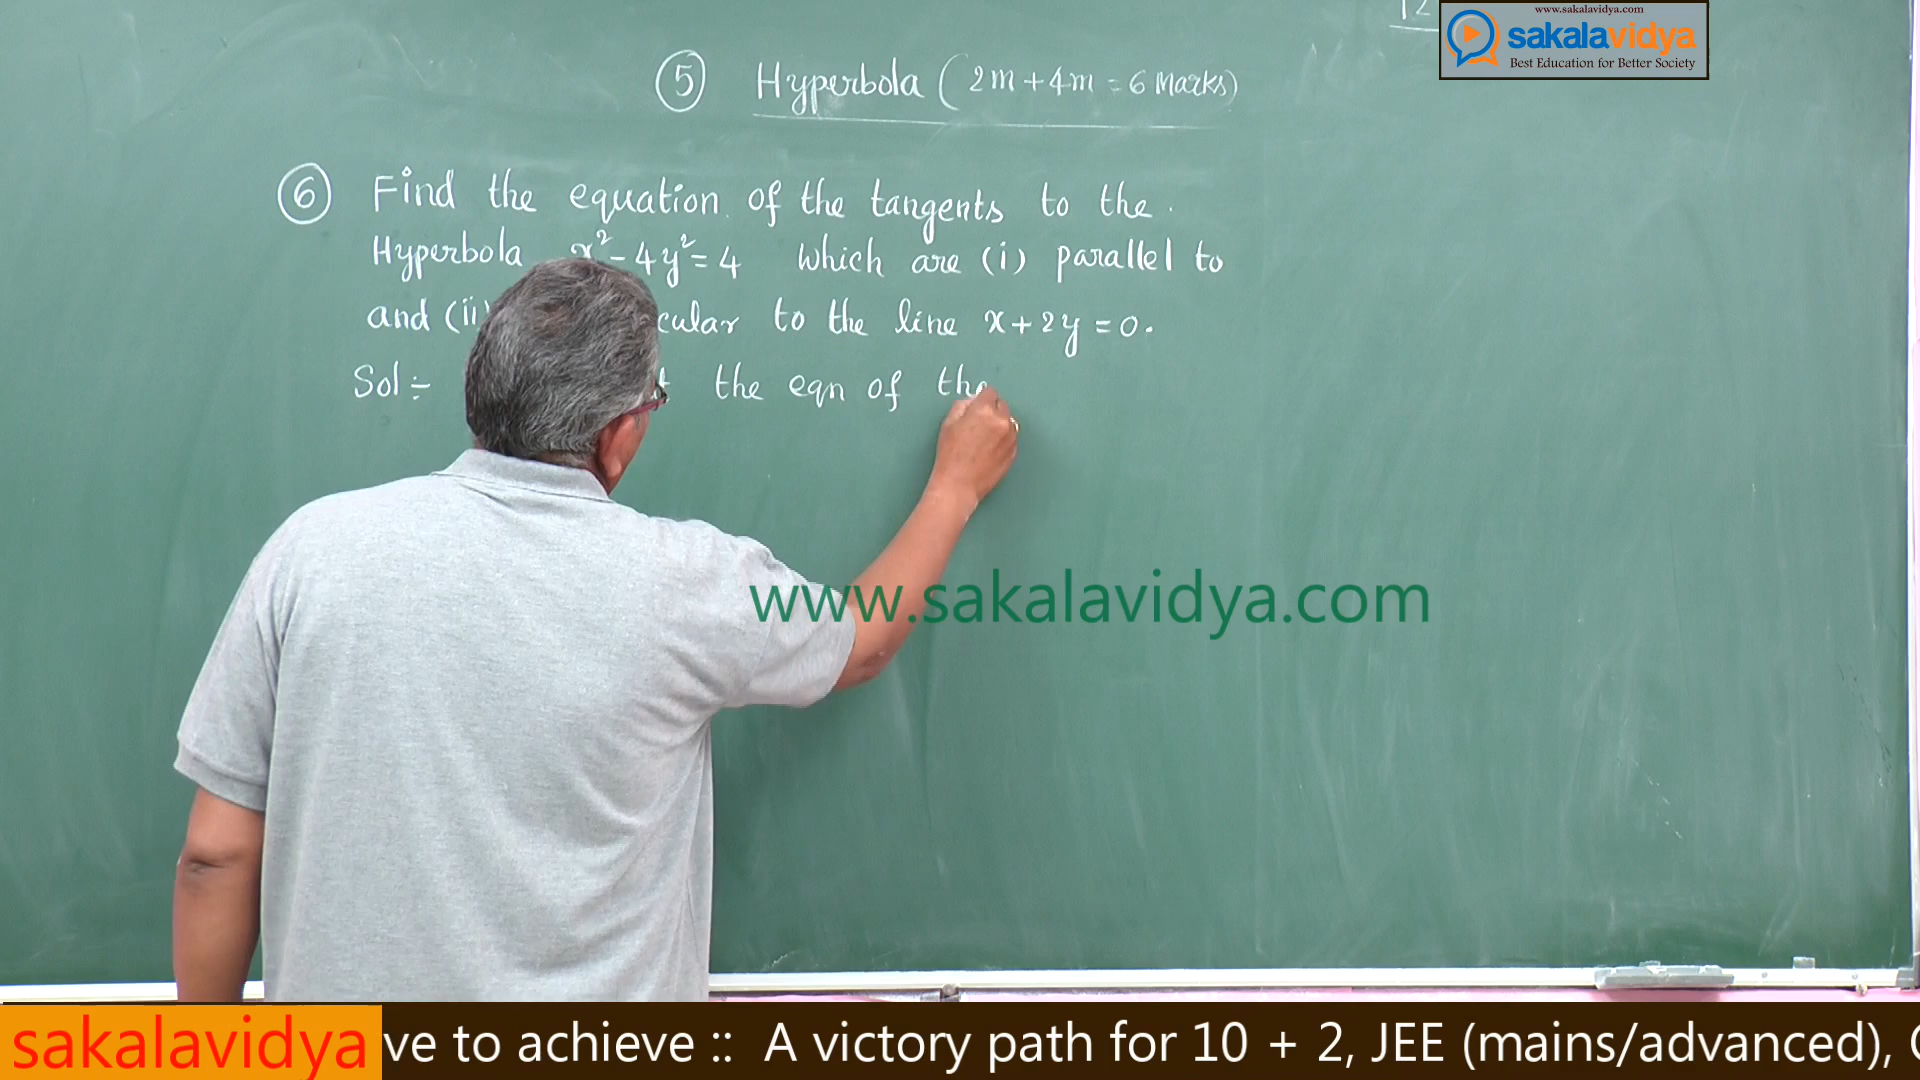 12
www.sakalavidya.com
sakalavidya
Best Education for Better Society
5 Hyperbola (2m+4m = 6 Marks)
6 Find the equation of the tangents to the
Hyperbola x²-4y²=4 which are (i) parallel to
and (ii) cular to the line x+2y=0.
Sol÷ the eqn of the
www.sakalavidya.com
sakalavidya ve to achieve :: A victory path for 10 + 2, JEE (mains/advanced),